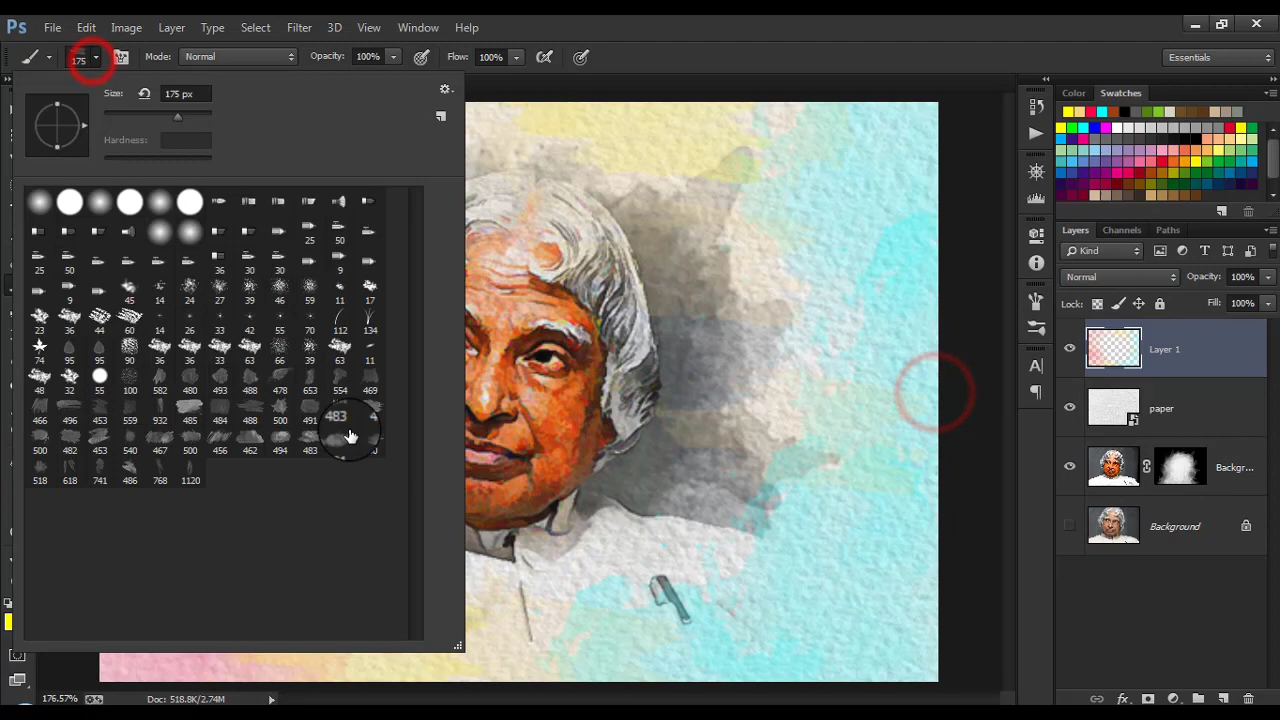 Ps File Edit Image Layer Type Select Filter 3D View Window Help
175 Mode: Normal Opacity: 100% Flow: 100% Essentials
Size: 175 px
Hardness:
25 50
25 50 36 30 30 9
9 45 14 24 27 39 46 59 11 17
23 36 44 60 14 26 33 42 55 70 112 134
74 95 95 90 36 36 33 63 66 39 63 11
48 32 55 100 582 480 493 488 478 653 554 469
466 496 453 559 932 485 484 488 500 491 483 4
500 482 453 540 467 500 456 462 494 483
518 618 741 486 768 1120
Color Swatches
Layers Channels Paths
Kind
Normal Opacity: 100%
Lock: Fill: 100%
Layer 1
paper
Backgr...
Background
176.57% Doc: 518.8K/2.74M